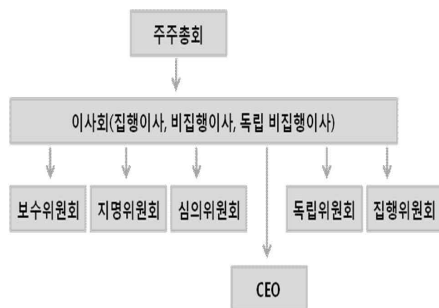 주주총회
이사회(집행이사, 비집행이사, 독립 비집행이사)
보수위원회
지명위원회
심의위원회
독립위원회
집행위원회
CEO